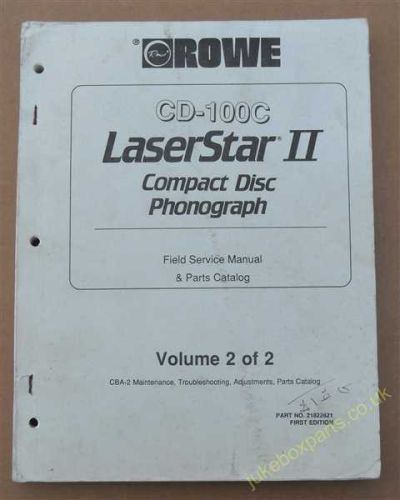 ® Rowe ROWE
CD-100C
LaserStar® II
Compact Disc
Phonograph
Field Service Manual
& Parts Catalog
Volume 2 of 2
CBA-2 Maintenance, Troubleshooting, Adjustments, Parts Catalog
PART NO. 21822621
FIRST EDITION
jukeboxparts.co.uk